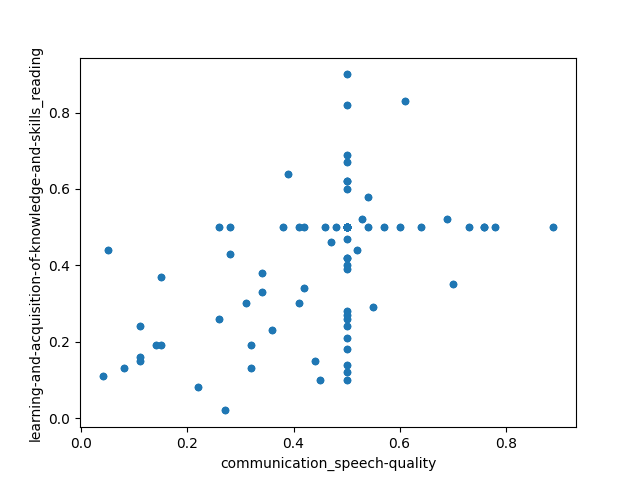 learning-and-acquisition-of-knowledge-and-skills_reading
0.8
0.6
0.4
0.2
0.0
0.0 0.2 0.4 0.6 0.8
communication_speech-quality